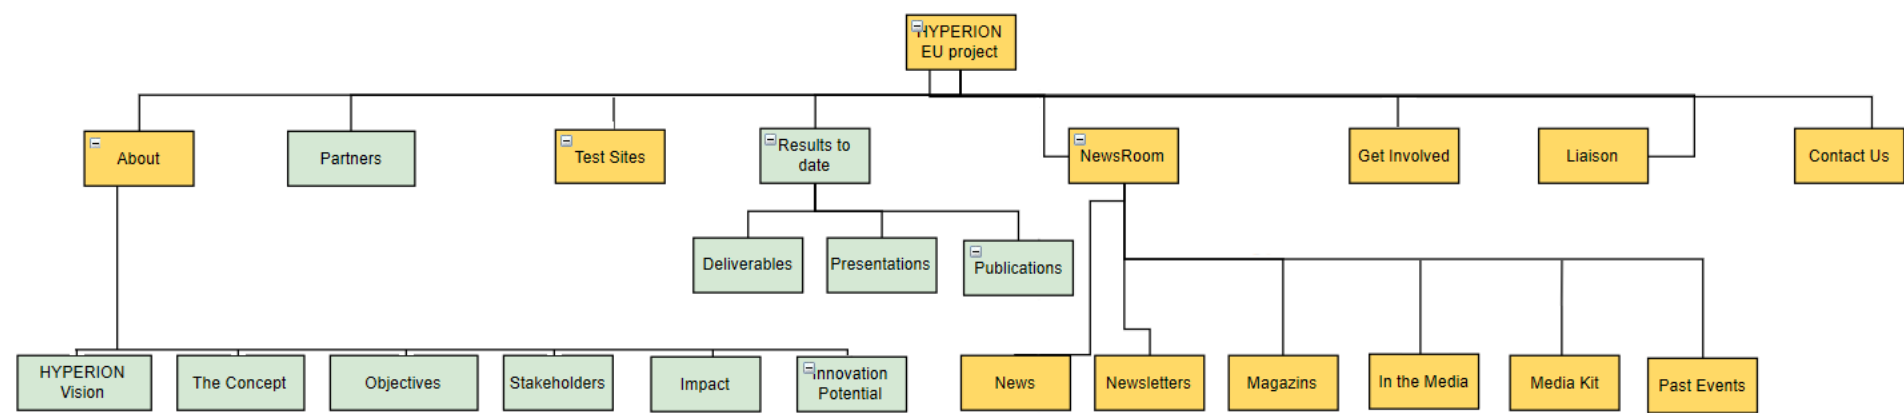 HYPERION
EU project
About
Partners
Test Sites
Results to
date
NewsRoom
Get Involved
Liaison
Contact Us
Deliverables
Presentations
Publications
HYPERION
Vision
The Concept
Objectives
Stakeholders
Impact
Innovation
Potential
News
Newsletters
Magazins
In the Media
Media Kit
Past Events